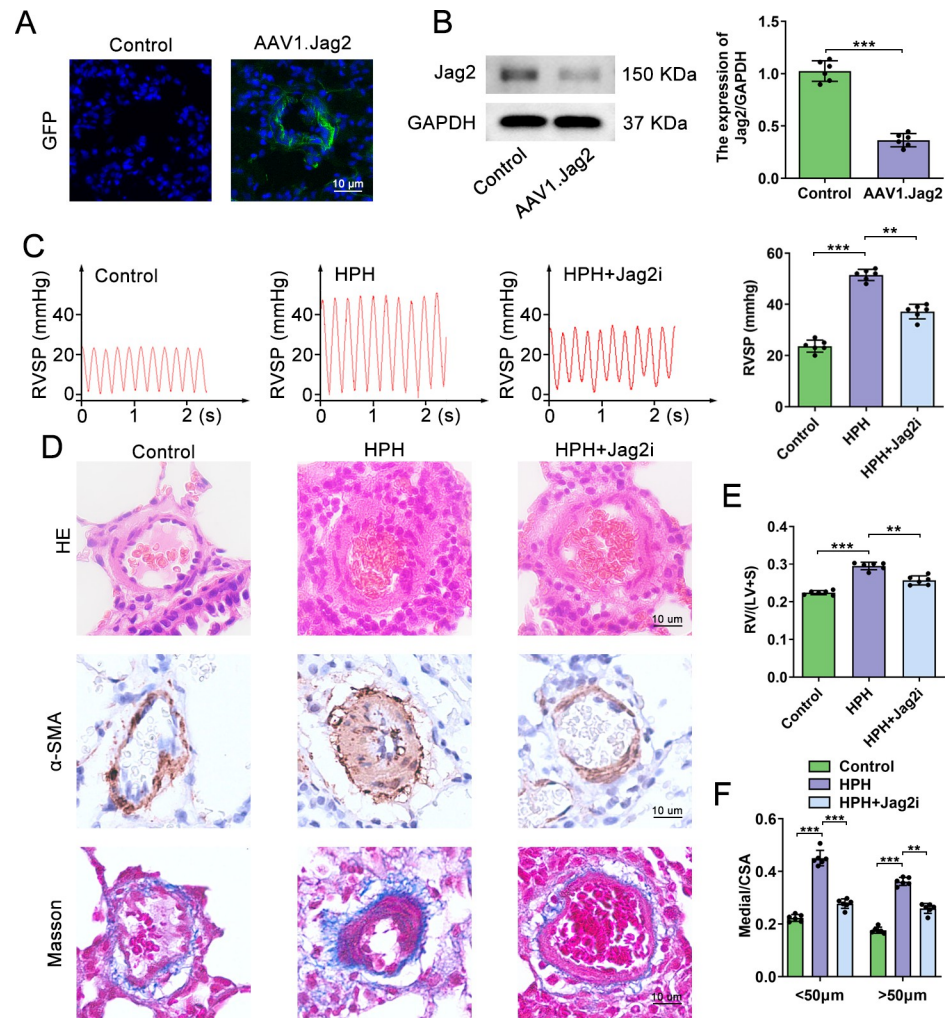 A
Control
AAV1.Jag2
GFP
10 µm
B
Jag2
150 KDa
GAPDH
37 KDa
Control
AAV1.Jag2
The expression of
Jag2/GAPDH
1.5
1.0
0.5
0.0
***
Control
AAV1.Jag2
C
Control
RVSP (mmHg)
40
20
0
0
1
2 (s)
HPH
RVSP (mmHg)
40
20
0
0
1
2 (s)
HPH+Jag2i
RVSP (mmHg)
40
20
0
0
1
2 (s)
RVSP (mmhg)
60
40
20
0
***
**
Control
HPH
HPH+Jag2i
D
Control
HPH
HPH+Jag2i
HE
10 um
α-SMA
10 um
Masson
10 um
E
RV/(LV+S)
0.4
0.3
0.2
0.1
0.0
***
**
Control
HPH
HPH+Jag2i
Control
HPH
HPH+Jag2i
F
Medial/CSA
0.6
0.4
0.2
0.0
***
***
***
**
<50µm
>50µm